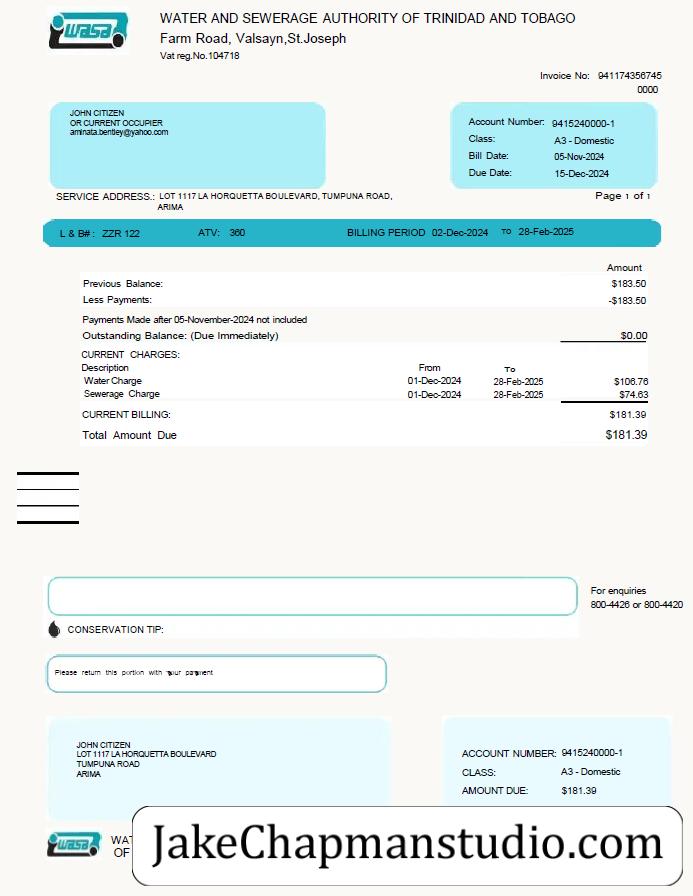 wasa
WATER AND SEWERAGE AUTHORITY OF TRINIDAD AND TOBAGO
Farm Road, Valsayn,St.Joseph
Vat reg.No.104718
Invoice No: 941174356745
0000
JOHN CITIZEN
OR CURRENT OCCUPIER
aminata.bentley@yahoo.com
Account Number: 9415240000-1
Class: A3 - Domestic
Bill Date: 05-Nov-2024
Due Date: 15-Dec-2024
SERVICE ADDRESS.: LOT 1117 LA HORQUETTA BOULEVARD, TUMPUNA ROAD,
ARIMA
Page 1 of 1
L & B# : ZZR 122 ATV: 360 BILLING PERIOD 02-Dec-2024 TO 28-Feb-2025
Amount
Previous Balance: $183.50
Less Payments: -$183.50
Payments Made after 05-November-2024 not included
Outstanding Balance: (Due Immediately) $0.00
CURRENT CHARGES:
Description From To
Water Charge 01-Dec-2024 28-Feb-2025 $106.76
Sewerage Charge 01-Dec-2024 28-Feb-2025 $74.63
CURRENT BILLING: $181.39
Total Amount Due $181.39
For enquiries
800-4426 or 800-4420
CONSERVATION TIP:
Please return this portion with your payment
JOHN CITIZEN
LOT 1117 LA HORQUETTA BOULEVARD
TUMPUNA ROAD
ARIMA
ACCOUNT NUMBER: 9415240000-1
CLASS: A3 - Domestic
AMOUNT DUE: $181.39
wasa
WAT
OF
JakeChapmanstudio.com